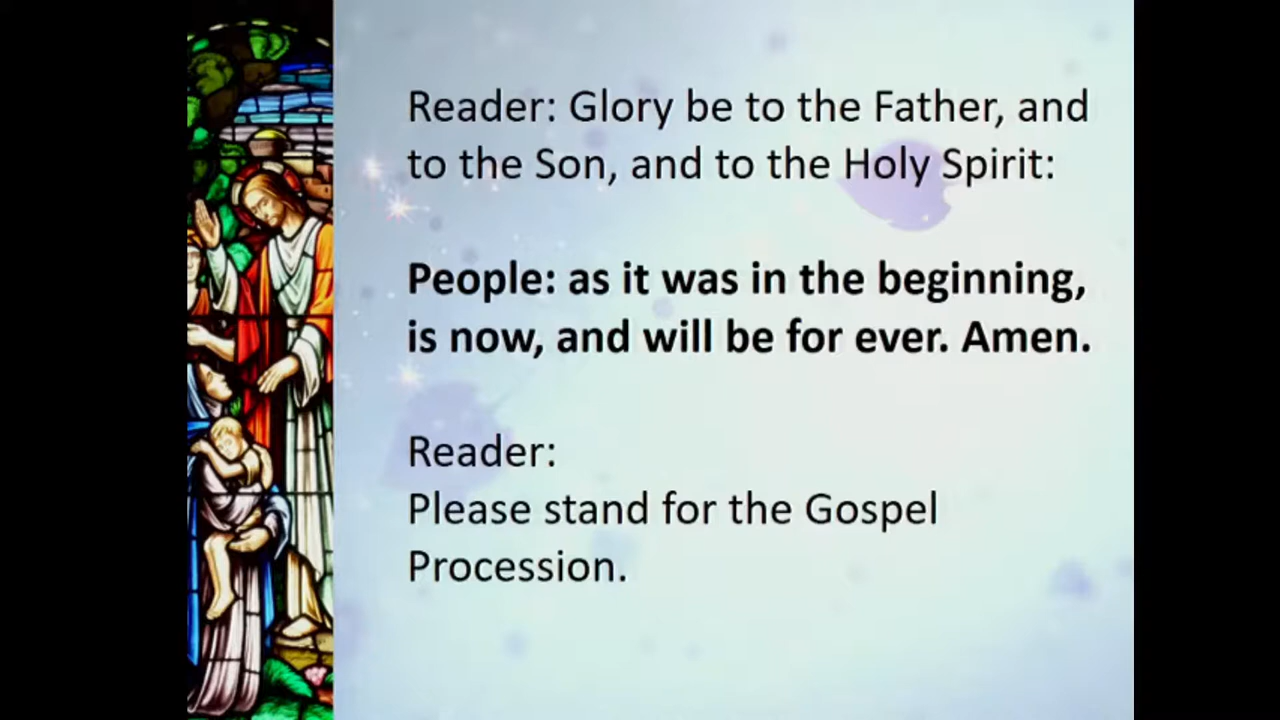 Reader: Glory be to the Father, and
to the Son, and to the Holy Spirit:
People: as it was in the beginning,
is now, and will be for ever. Amen.
Reader:
Please stand for the Gospel
Procession.